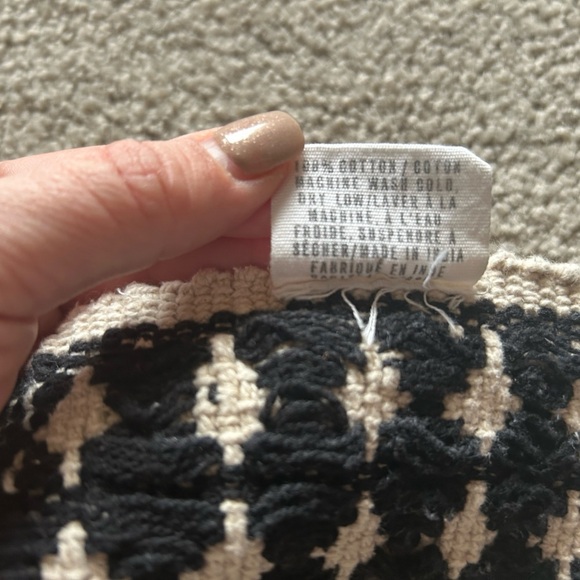 100% COTTON / COTON
MACHINE WASH COLD,
DRY LOW/LAVER À LA
MACHINE, À L'EAU
FROIDE, SUSPENDRE À
SÉCHER/MADE IN INDIA
FABRIQUÉ EN INDE